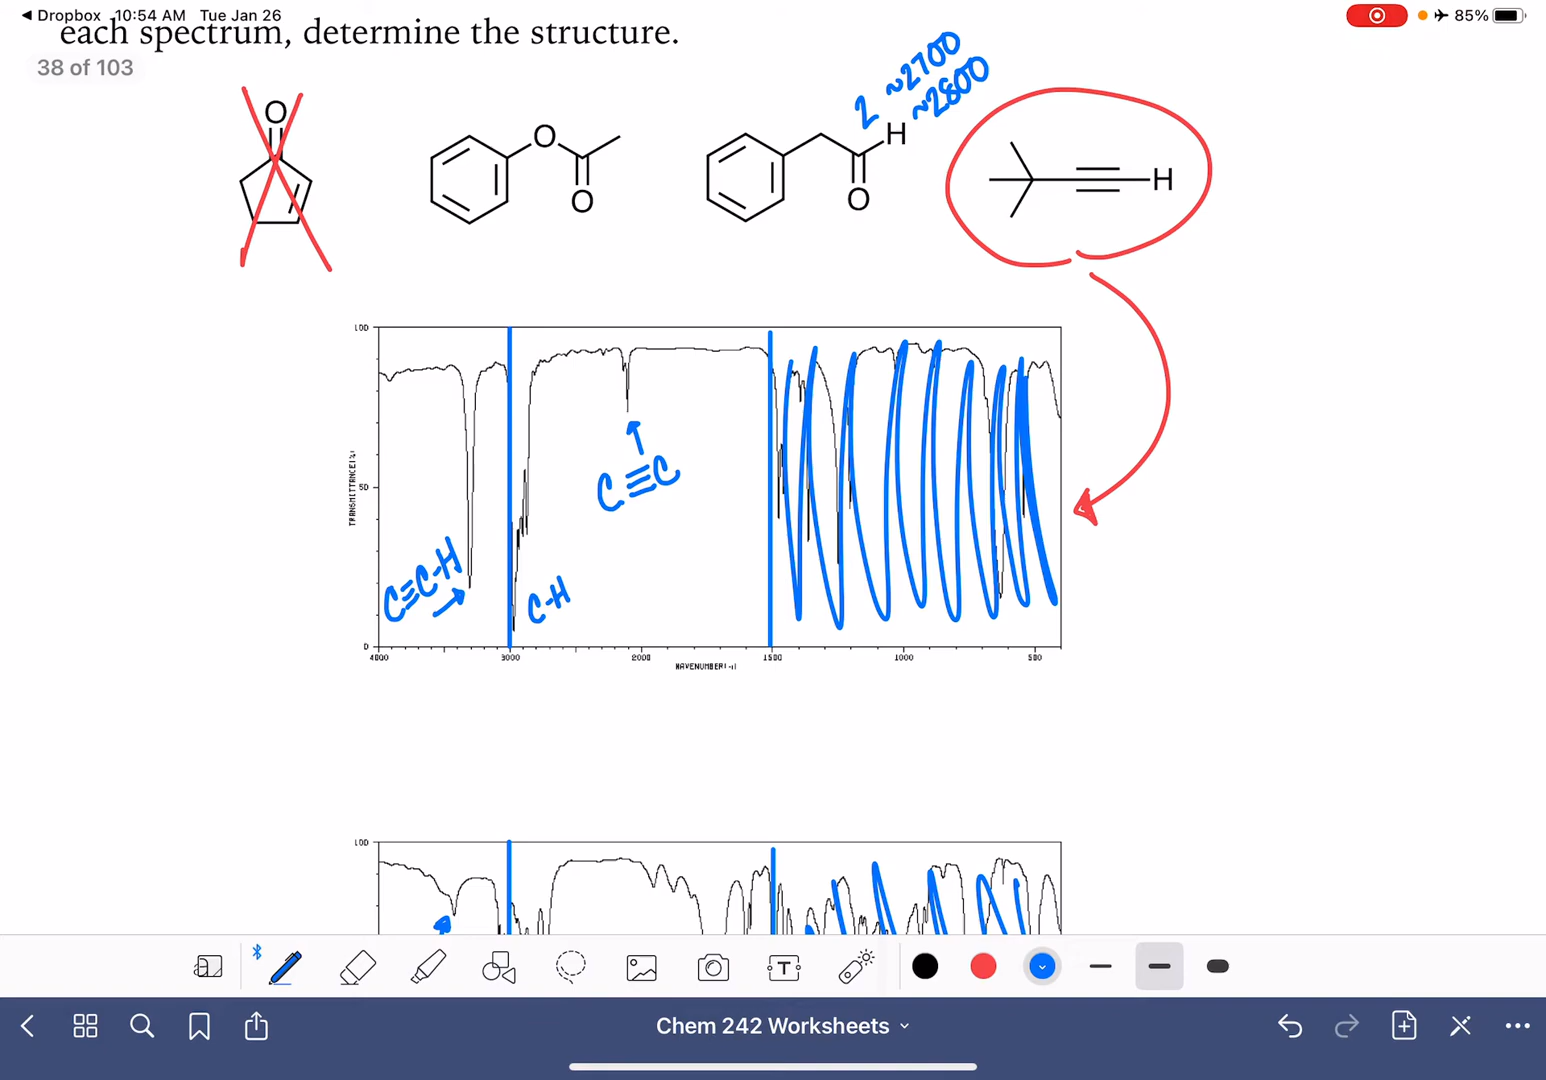 Dropbox 10:54 AM Tue Jan 26
85%
each spectrum, determine the structure.
38 of 103
2 ~2700
~2800
O
O
O
H
O
H
100
50
0
TRANSMITTANCE(%)
C≡C
C≡C-H
C-H
4000 3000 2000 1500 1000 500
WAVENUMBER(-1)
100
T
Chem 242 Worksheets